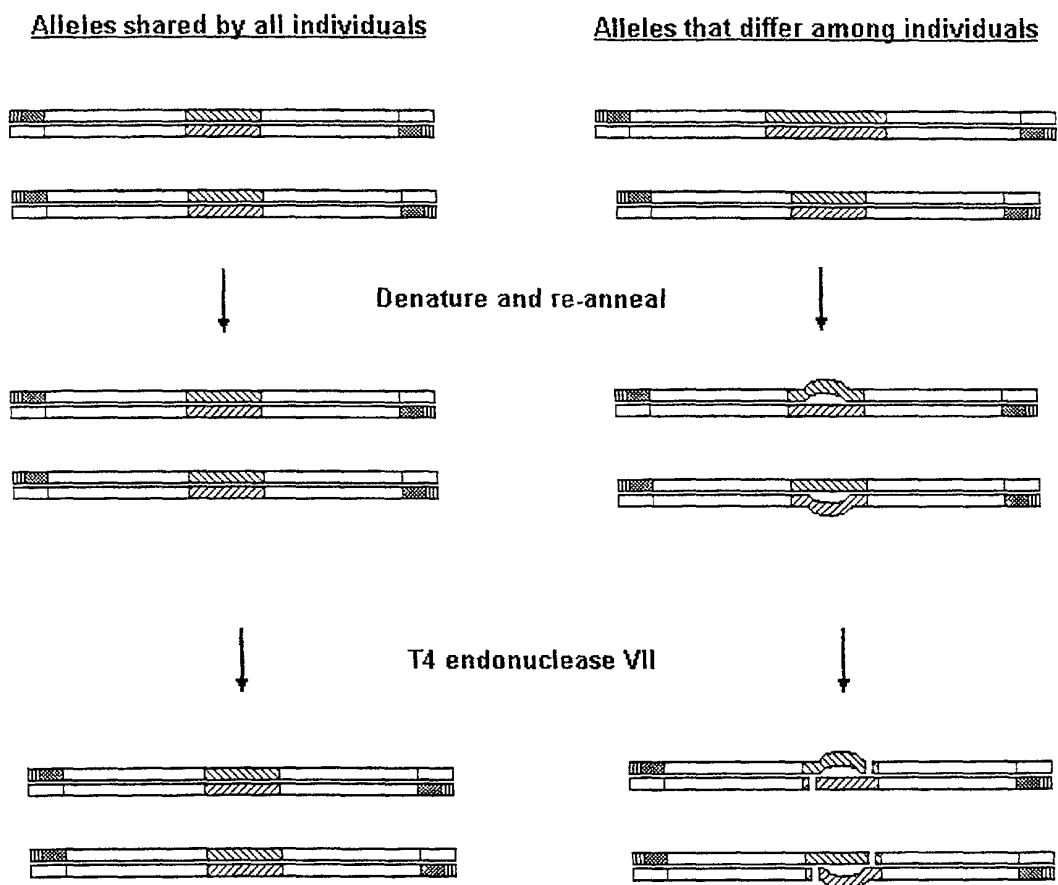 Alleles shared by all individuals
Alleles that differ among individuals
Denature and re-anneal
T4 endonuclease VII